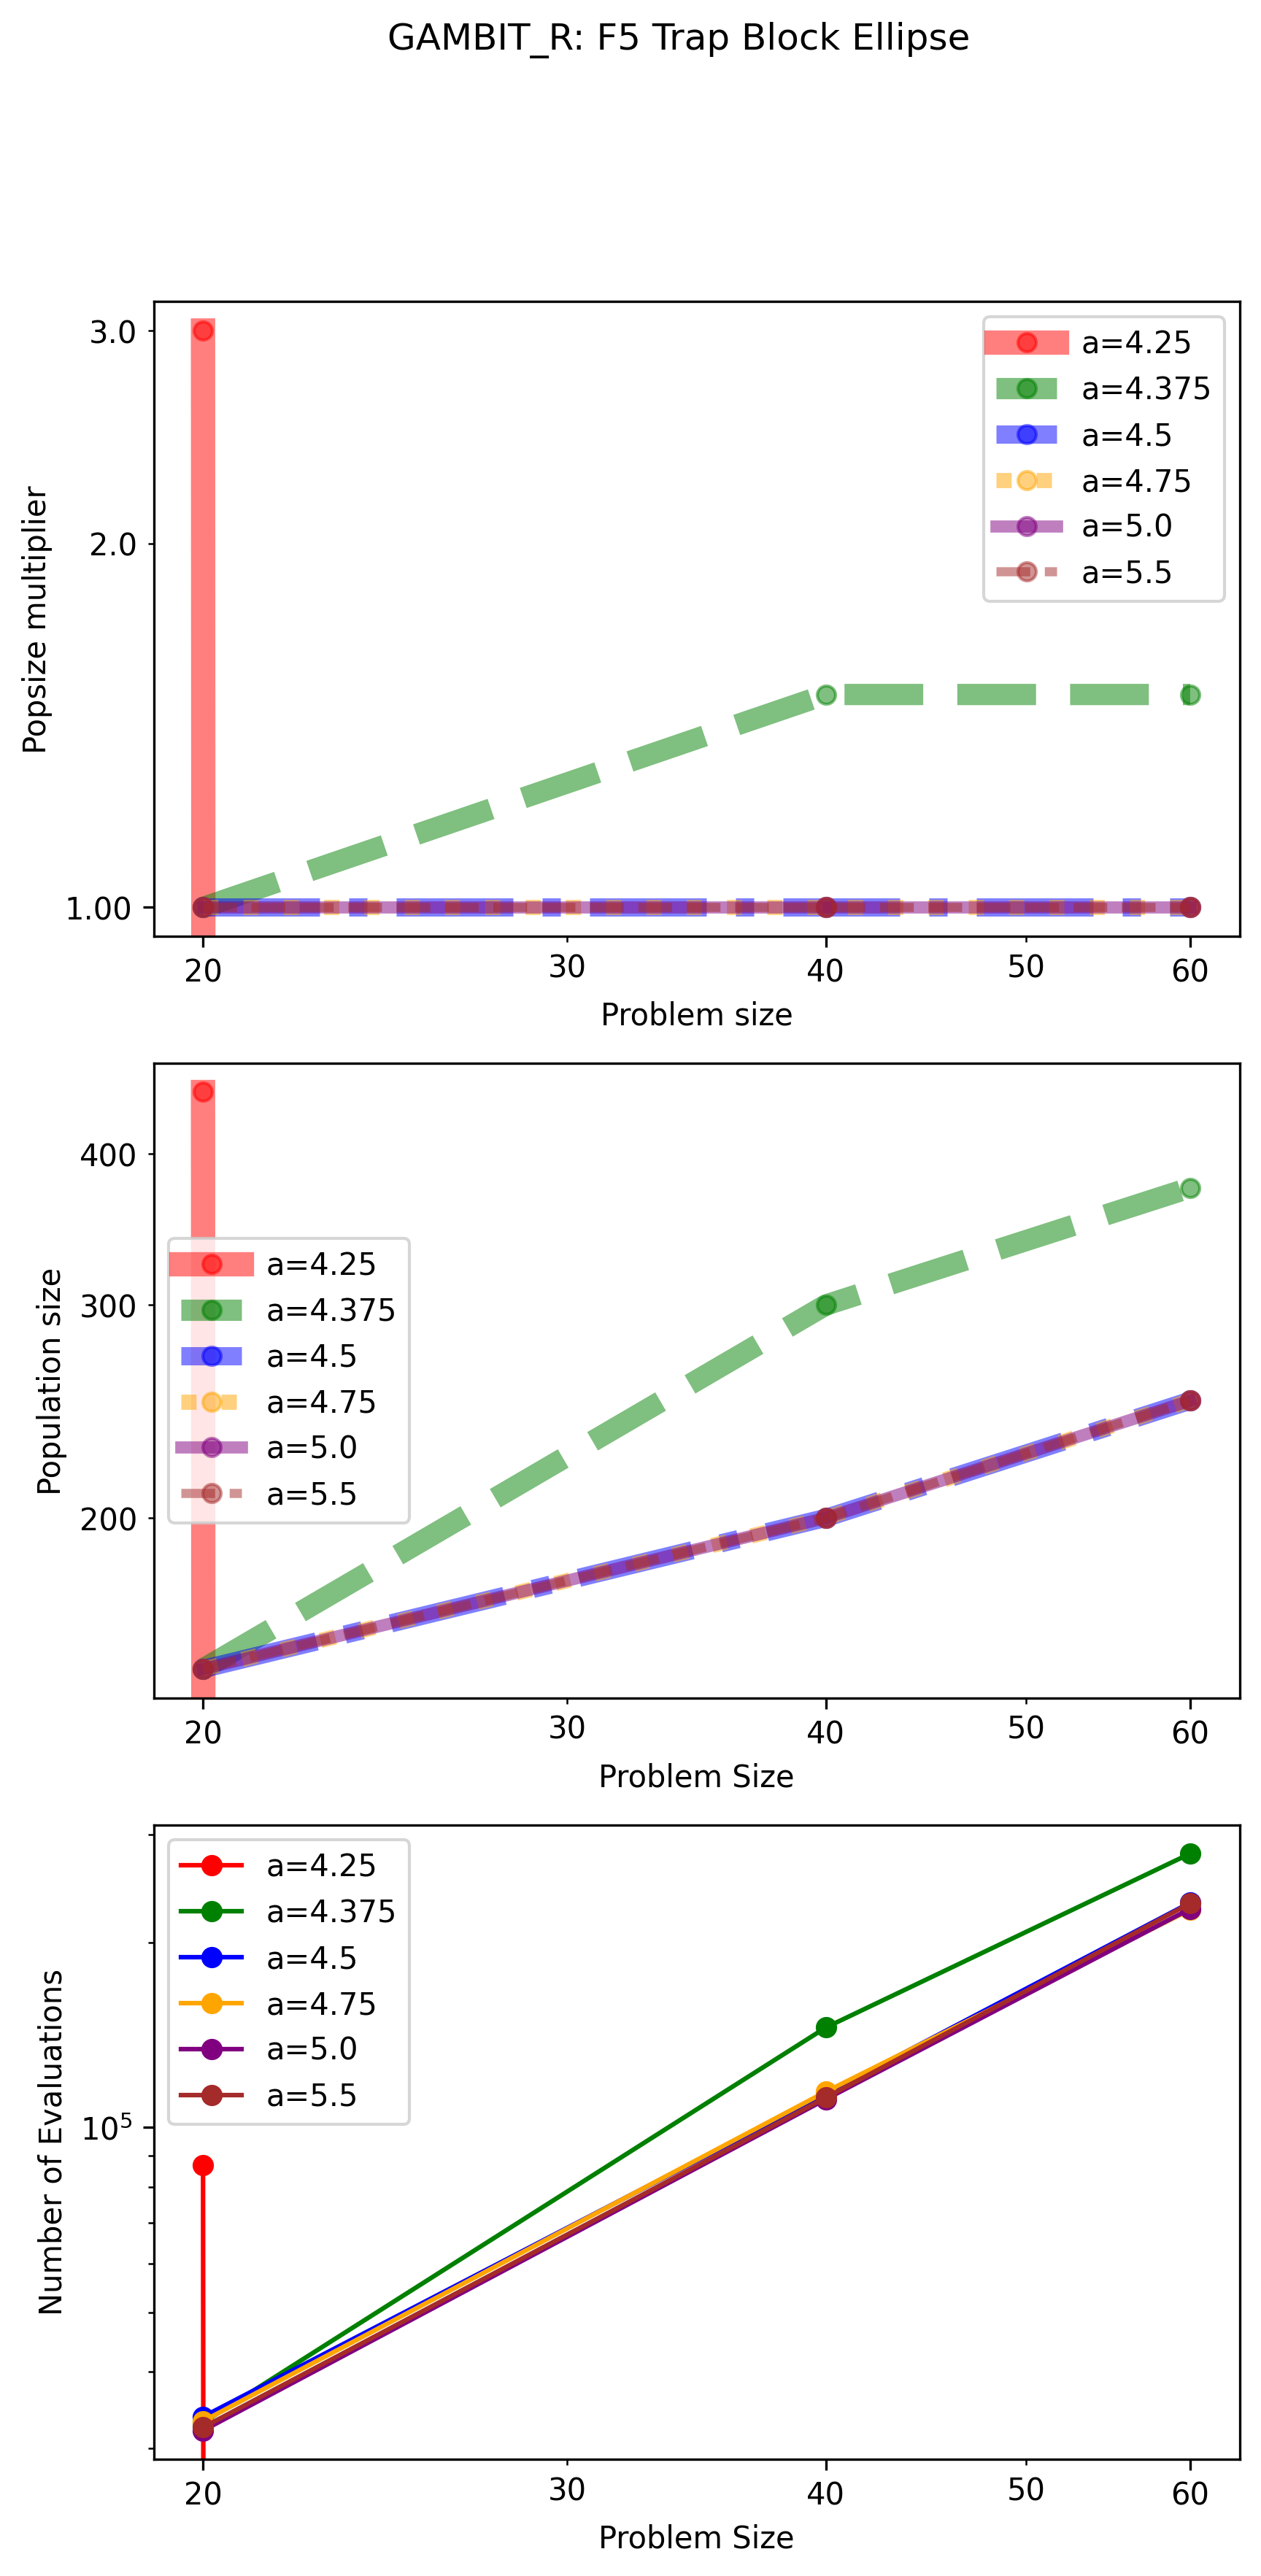 GAMBIT_R: F5 Trap Block Ellipse
Popsize multiplier
3.0
2.0
1.00
a=4.25
a=4.375
a=4.5
a=4.75
a=5.0
a=5.5
20 30 40 50 60
Problem size
Population size
400
300
200
a=4.25
a=4.375
a=4.5
a=4.75
a=5.0
a=5.5
20 30 40 50 60
Problem Size
Number of Evaluations
10⁵
a=4.25
a=4.375
a=4.5
a=4.75
a=5.0
a=5.5
20 30 40 50 60
Problem Size